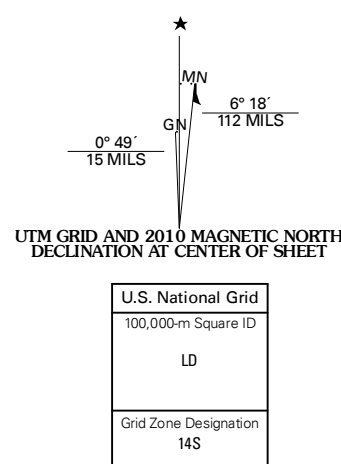 ★
MN
6° 18´
112 MILS
GN
0° 49´
15 MILS
UTM GRID AND 2010 MAGNETIC NORTH
DECLINATION AT CENTER OF SHEET
U.S. National Grid
100,000-m Square ID
LD
Grid Zone Designation
14S